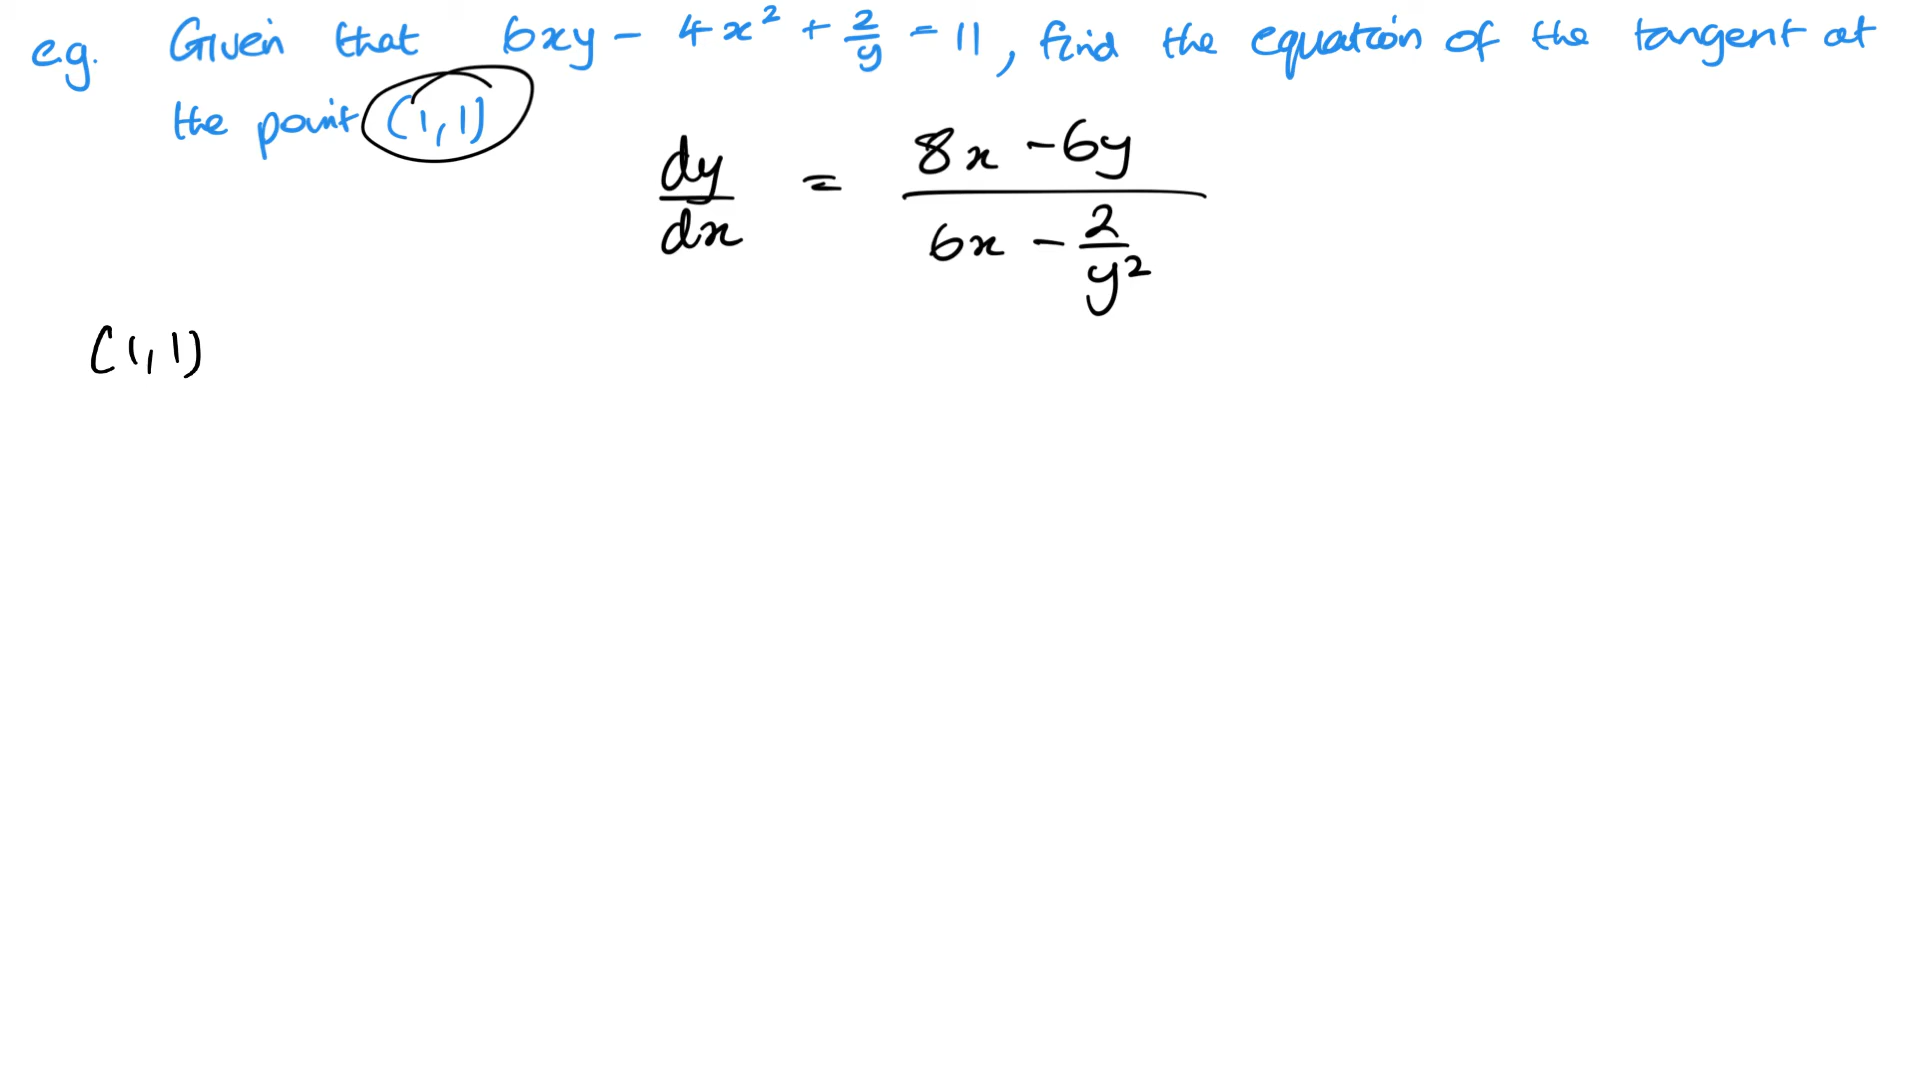 e.g. Given that 6xy - 4x² + 2/y = 11, find the equation of the tangent at
the point (1,1)
dy/dx = (8x - 6y)/(6x - 2/y²)
(1,1)